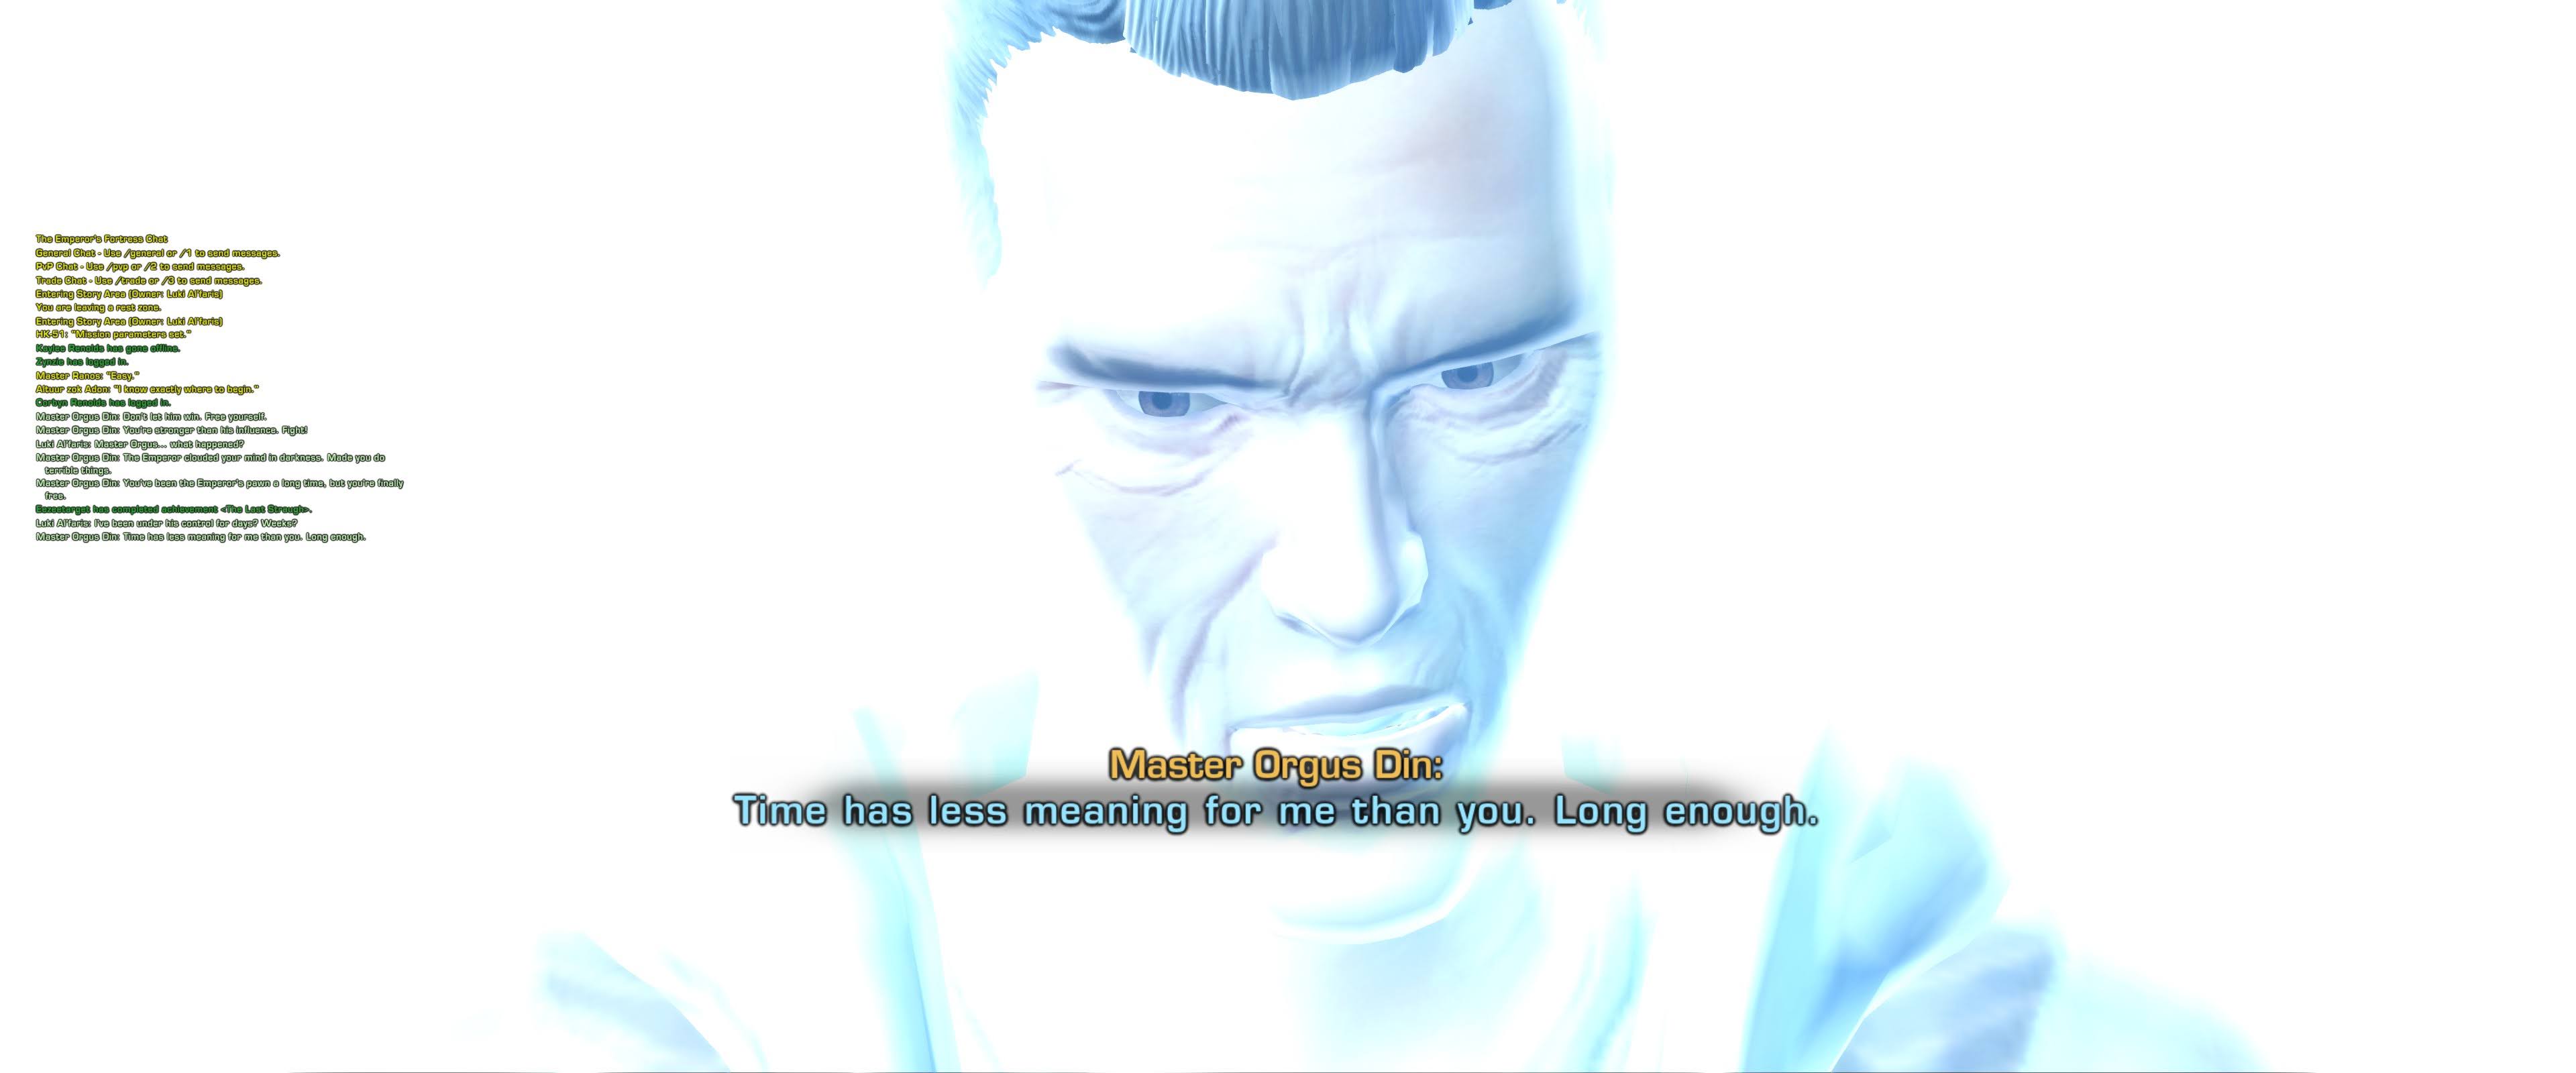 The Emperor's Fortress Chat
General Chat - Use /general or /1 to send messages.
PvP Chat - Use /pvp or /2 to send messages.
Trade Chat - Use /trade or /3 to send messages.
Entering Story Area (Owner: Luki Al'faris)
You are leaving a rest zone.
Entering Story Area (Owner: Luki Al'faris)
HK-51: "Mission parameters set."
Kaylee Renolds has gone offline.
Zynzie has logged in.
Master Ranos: "Easy."
Altuur zok Adon: "I know exactly where to begin."
Corbyn Renolds has logged in.
Master Orgus Din: Don't let him win. Free yourself.
Master Orgus Din: You're stronger than his influence. Fight!
Luki Al'faris: Master Orgus... what happened?
Master Orgus Din: The Emperor clouded your mind in darkness. Made you do
terrible things.
Master Orgus Din: You've been the Emperor's pawn a long time, but you're finally
free.
Eezeetarget has completed achievement <The Last Straugh>.
Luki Al'faris: I've been under his control for days? Weeks?
Master Orgus Din: Time has less meaning for me than you. Long enough.
Master Orgus Din:
Time has less meaning for me than you. Long enough.